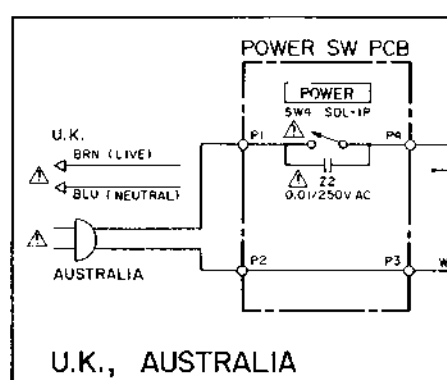 POWER SW PCB
POWER
SW4 SDL-1P
P1
P4
Z2
0.01/250V AC
U.K.
BRN (LIVE)
BLU (NEUTRAL)
AUSTRALIA
P2
P3
W
U.K., AUSTRALIA